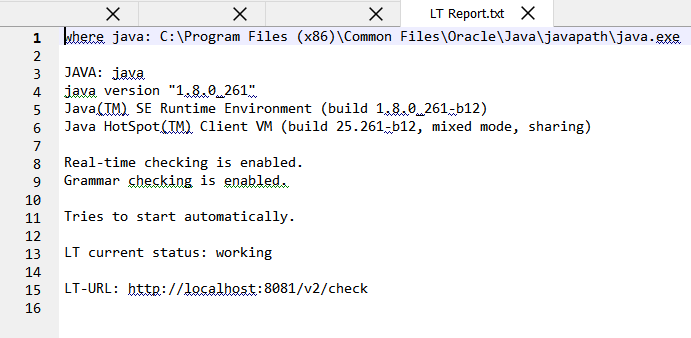 LT Report.txt
1 where java: C:\Program Files (x86)\Common Files\Oracle\Java\javapath\java.exe
2
3 JAVA: java
4 java version "1.8.0_261"
5 Java(TM) SE Runtime Environment (build 1.8.0_261-b12)
6 Java HotSpot(TM) Client VM (build 25.261-b12, mixed mode, sharing)
7
8 Real-time checking is enabled.
9 Grammar checking is enabled.
10
11 Tries to start automatically.
12
13 LT current status: working
14
15 LT-URL: http://localhost:8081/v2/check
16